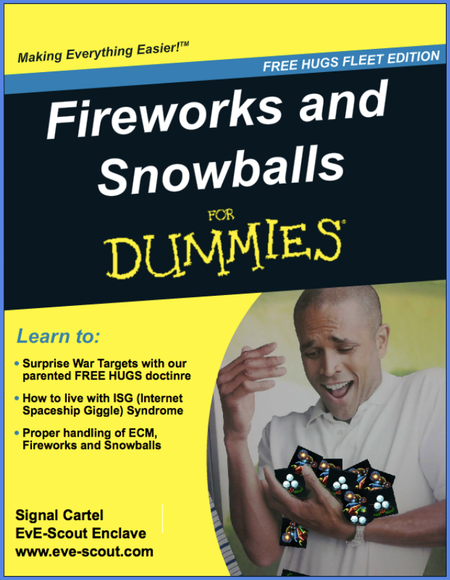 Making Everything Easier!™
FREE HUGS FLEET EDITION
Fireworks and
Snowballs
FOR
DUMMIES®
Learn to:
• Surprise War Targets with our
parented FREE HUGS doctinre
• How to live with ISG (Internet
Spaceship Giggle) Syndrome
• Proper handling of ECM,
Fireworks and Snowballs
Signal Cartel
EvE-Scout Enclave
www.eve-scout.com